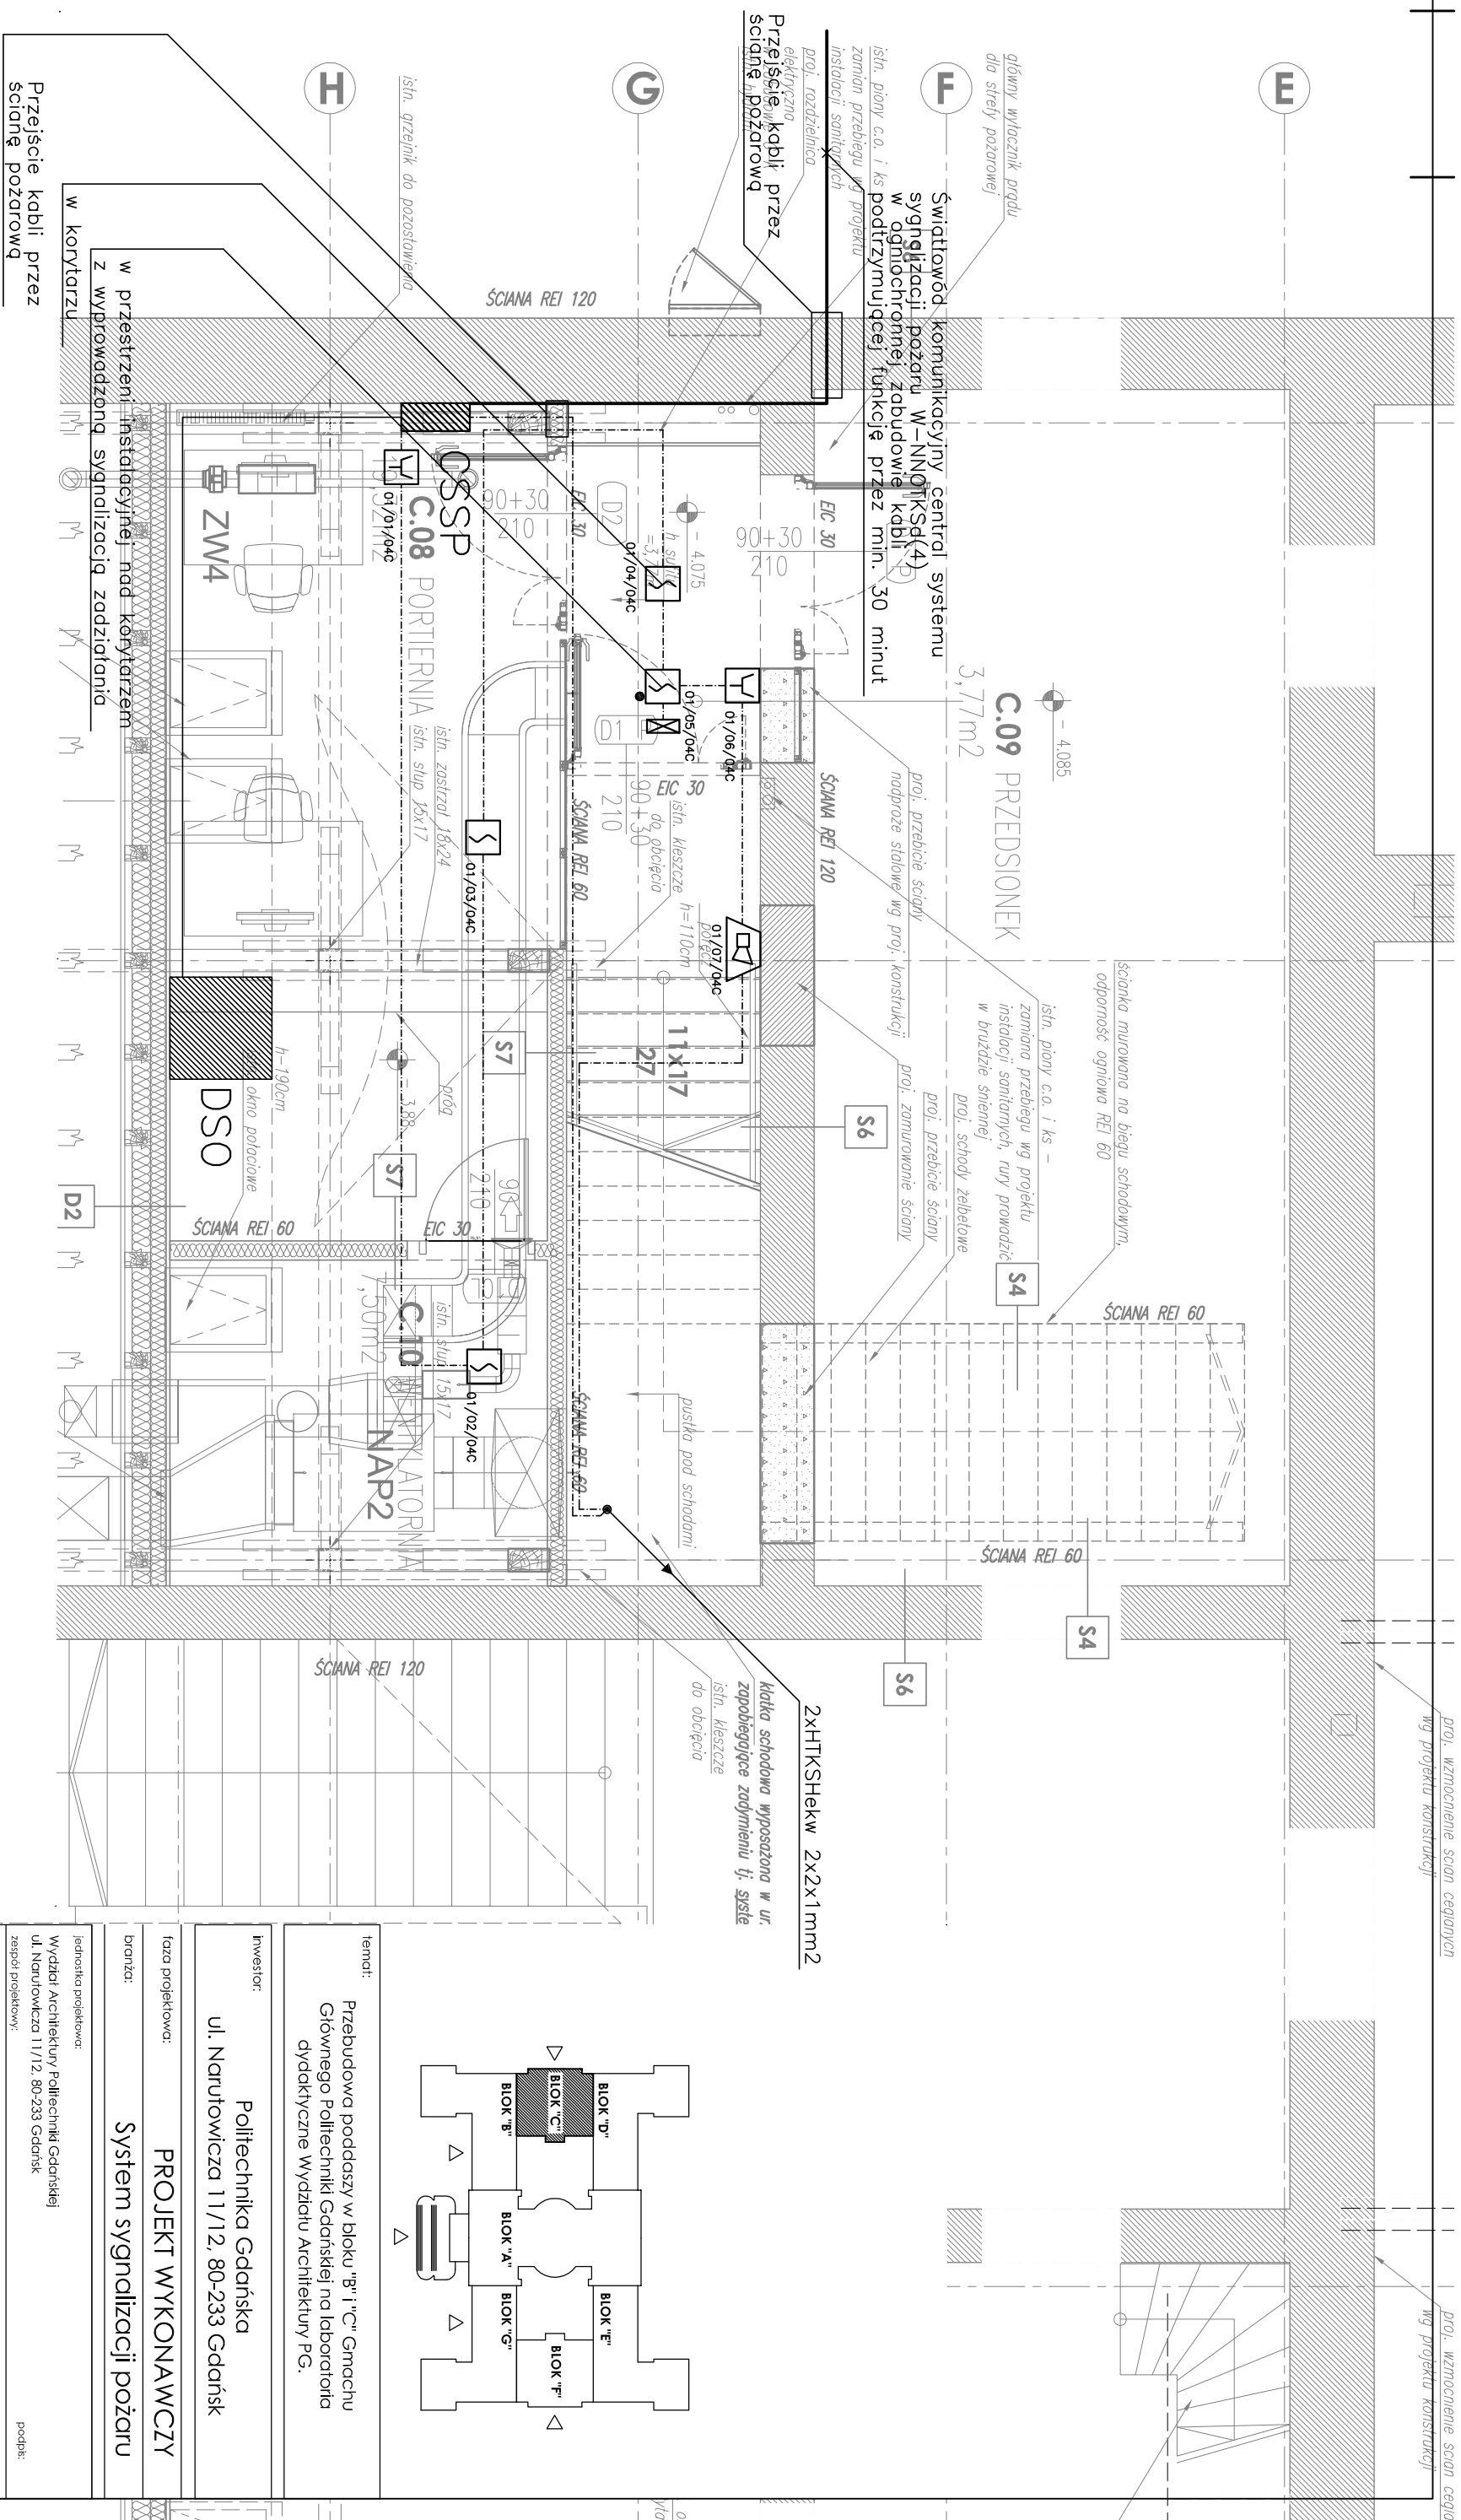 E
F
G
H
główny wyłącznik prądu
dla strefy pożarowej
S6
Światłowód komunikacyjny central systemu
sygnalizacji pożaru W-NNOTKSd(4)
w ogniochronnej zabudowie kabli
podtrzymującej funkcję przez min. 30 minut
istn. piony c.o. i ks
zamian przebiegu wg projektu
instalacji sanitarnych
proj. rozdzielnica
elektryczna
Przejście kabli przez
ścianę pożarową
istn. grzejnik do pozostawienia
w korytarzu
w przestrzeni instalacyjnej nad korytarzem
z wyprowadzoną sygnalizacją zadziałania
Przejście kabli przez
ścianę pożarową
ŚCIANA REI 120
- 4.085
C.09 PRZEDSIONEK
3,77m2
EIC 30
90+30
210
- 4.075
D2
EIC 30
90+30
210
CSSP
C.08 PORTIERNIA
ZW4
01/01/04C
01/04/04C
01/05/04C
01/06/04C
01/03/04C
01/07/04C
01/02/04C
D1
EIC 30
90+30
210
ŚCIANA REI 120
ŚCIANA REI 60
proj. przebicie ściany
nadproże stalowe wg proj. konstrukcji
istn. kleszcze
do obcięcia
h=110cm
istn. zastrzał 18x24
istn. słup 15x17
ścianka murowana na biegu schodowym,
odporność ogniowa REI 60
istn. piony c.o. i ks -
zamiana przebiegu wg projektu
instalacji sanitarnych, rury prowadzić
w bruździe śniennej
proj. schody żelbetowe
proj. przebicie ściany
proj. zamurowanie ściany
11x17
27
S7
S6
S4
próg
- 3.88
S7
h-190cm
okno połaciowe
DSO
D2
ŚCIANA REI 60
EIC 30
90
210
C.10
istn. słup 15x17
NAP2
ŚCIANA REI 60
pustka pod schodami
ŚCIANA REI 60
ŚCIANA REI 60
S4
S6
ŚCIANA REI 120
klatka schodowa wyposażona w ur.
zapobiegające zadymieniu tj. syste
istn. kleszcze
do obcięcia
2xHTKSHekw 2x2x1mm2
proj. wzmocnienie ścian ceglanych
wg projektu konstrukcji
proj. wzmocnienie ścian cegla
wg projektu konstrukcji
BLOK "D"
BLOK "C"
BLOK "B"
BLOK "A"
BLOK "E"
BLOK "F"
BLOK "G"
temat:
Przebudowa poddaszy w bloku "B" i "C" Gmachu
Głównego Politechniki Gdańskiej na laboratoria
dydaktyczne Wydziału Architektury PG.
inwestor:
Politechnika Gdańska
ul. Narutowicza 11/12, 80-233 Gdańsk
faza projektowa:
PROJEKT WYKONAWCZY
branża:
System sygnalizacji pożaru
jednostka projektowa:
Wydział Architektury Politechniki Gdańskiej
ul. Narutowicza 11/12, 80-233 Gdańsk
zespół projektowy:
podpis: